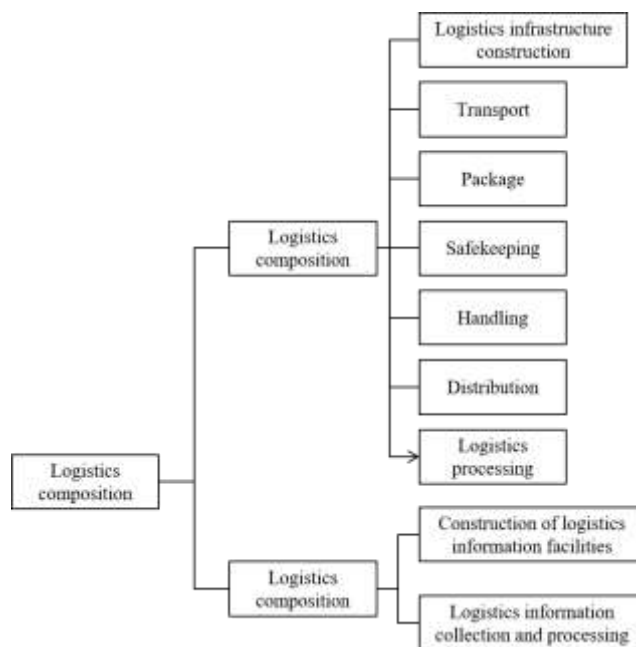 Logistics infrastructure
construction
Transport
Package
Logistics
composition
Safekeeping
Handling
Distribution
Logistics
processing
Logistics
composition
Construction of logistics
information facilities
Logistics
composition
Logistics information
collection and processing